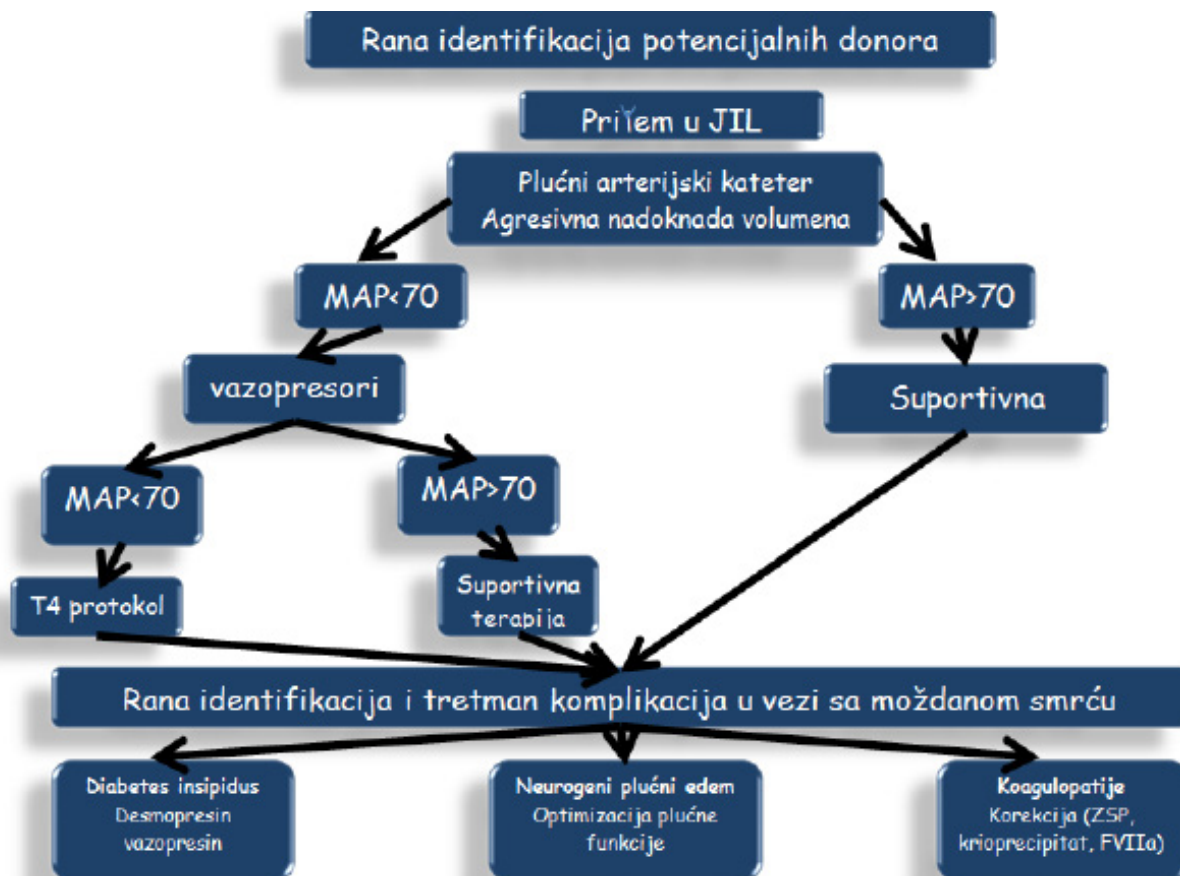 Rana identifikacija potencijalnih donora
Prijem u JIL
Plućni arterijski kateter
Agresivna nadoknada volumena
MAP<70
MAP>70
vazopresori
Suportivna
MAP<70
MAP>70
T4 protokol
Suportivna
terapija
Rana identifikacija i tretman komplikacija u vezi sa moždanom smrću
Diabetes insipidus
Desmopresin
vazopresin
Neurogeni plućni edem
Optimizacija plućne
funkcije
Koagulopatije
Korekcija (ZSP,
krioprecipitat, FVIIa)